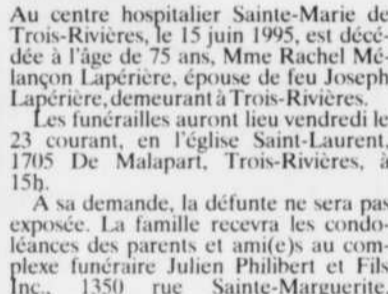 Au centre hospitalier Sainte-Marie de
Trois-Rivières, le 15 juin 1995, est décé-
dée à l'âge de 75 ans, Mme Rachel Mé-
lançon Lapérière, épouse de feu Joseph
Lapérière, demeurant à Trois-Rivières.
Les funérailles auront lieu vendredi le
23 courant, en l'église Saint-Laurent,
1705 De Malapart, Trois-Rivières, à
15h.
À sa demande, la défunte ne sera pas
exposée. La famille recevra les condo-
léances des parents et ami(e)s au com-
plexe funéraire Julien Philibert et Fils
Inc., 1350 rue Sainte-Marguerite,